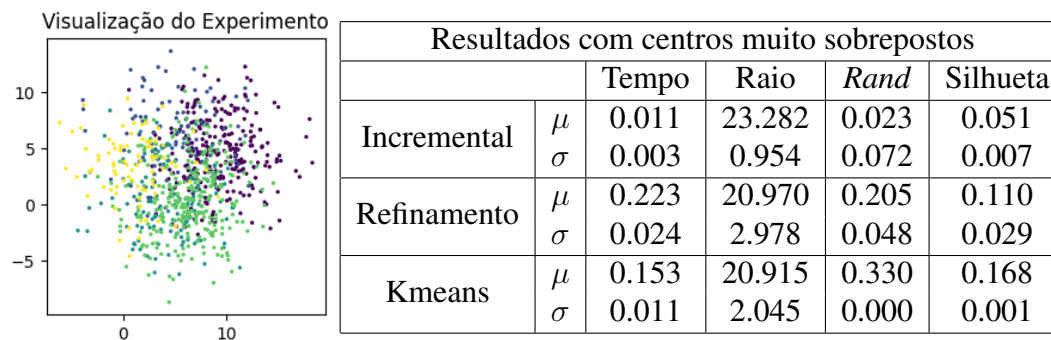 Visualização do Experimento
10
5
0
−5
0
10
Resultados com centros muito sobrepostos
Tempo Raio Rand Silhueta
Incremental μ 0.011 23.282 0.023 0.051
σ 0.003 0.954 0.072 0.007
Refinamento μ 0.223 20.970 0.205 0.110
σ 0.024 2.978 0.048 0.029
Kmeans μ 0.153 20.915 0.330 0.168
σ 0.011 2.045 0.000 0.001